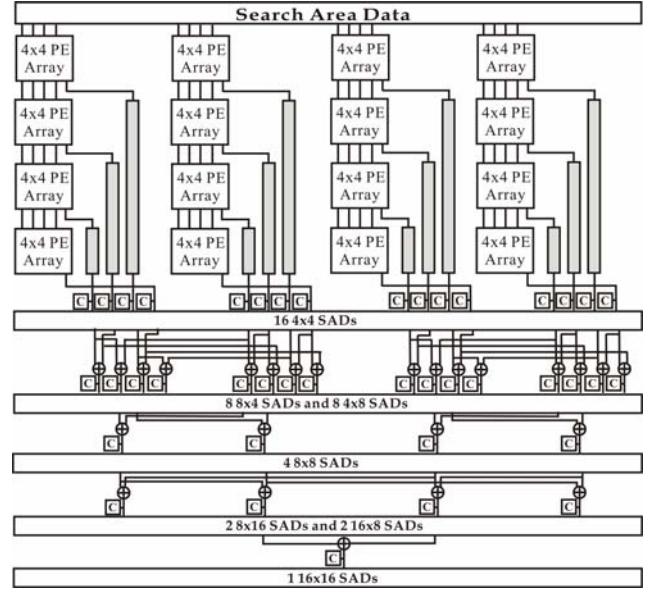 Search Area Data
4x4 PE Array 4x4 PE Array 4x4 PE Array 4x4 PE Array
4x4 PE Array 4x4 PE Array 4x4 PE Array 4x4 PE Array
4x4 PE Array 4x4 PE Array 4x4 PE Array 4x4 PE Array
4x4 PE Array 4x4 PE Array 4x4 PE Array 4x4 PE Array
C C C C C C C C C C C C C C C C
16 4x4 SADs
C C C C C C C C C C C C C C C C
8 8x4 SADs and 8 4x8 SADs
C C C C
4 8x8 SADs
C C C C
2 8x16 SADs and 2 16x8 SADs
C
1 16x16 SADs